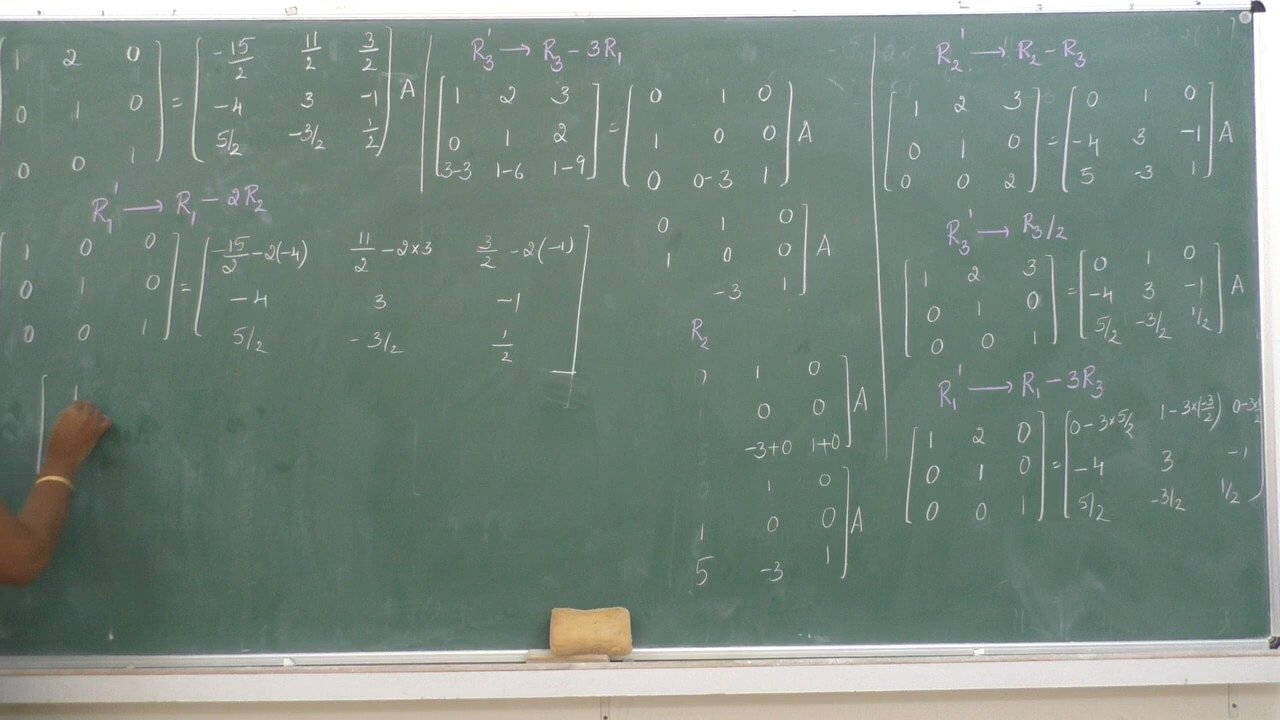 1 2 0 -15/2 11/2 3/2
0 1 0 = -4 3 -1 A
0 0 1 5/2 -3/2 1/2
R₁' → R₁ - 2R₂
1 0 0 -15/2 - 2(-4) 11/2 - 2×3 3/2 - 2(-1)
0 1 0 = -4 3 -1
0 0 1 5/2 -3/2 1/2
1
R₃' → R₃ - 3R₁
1 2 3 0 1 0
0 1 2 = 1 0 0 A
3-3 1-6 1-9 0 0-3 1
0 1 0
1 0 0 A
-3 1
R₂
1 0
0 0 A
-3+0 1+0
1 0
1 0 0 A
5 -3 1
R₂' → R₂ - R₃
1 2 3 0 1 0
0 1 0 = -4 3 -1 A
0 0 2 5 -3 1
R₃' → R₃/2
1 2 3 0 1 0
0 1 0 = -4 3 -1 A
0 0 1 5/2 -3/2 1/2
R₁' → R₁ - 3R₃
1 2 0 0-3×5/2 1-3×(-3/2)
0 1 0 = -4 3 -1
0 0 1 5/2 -3/2 1/2